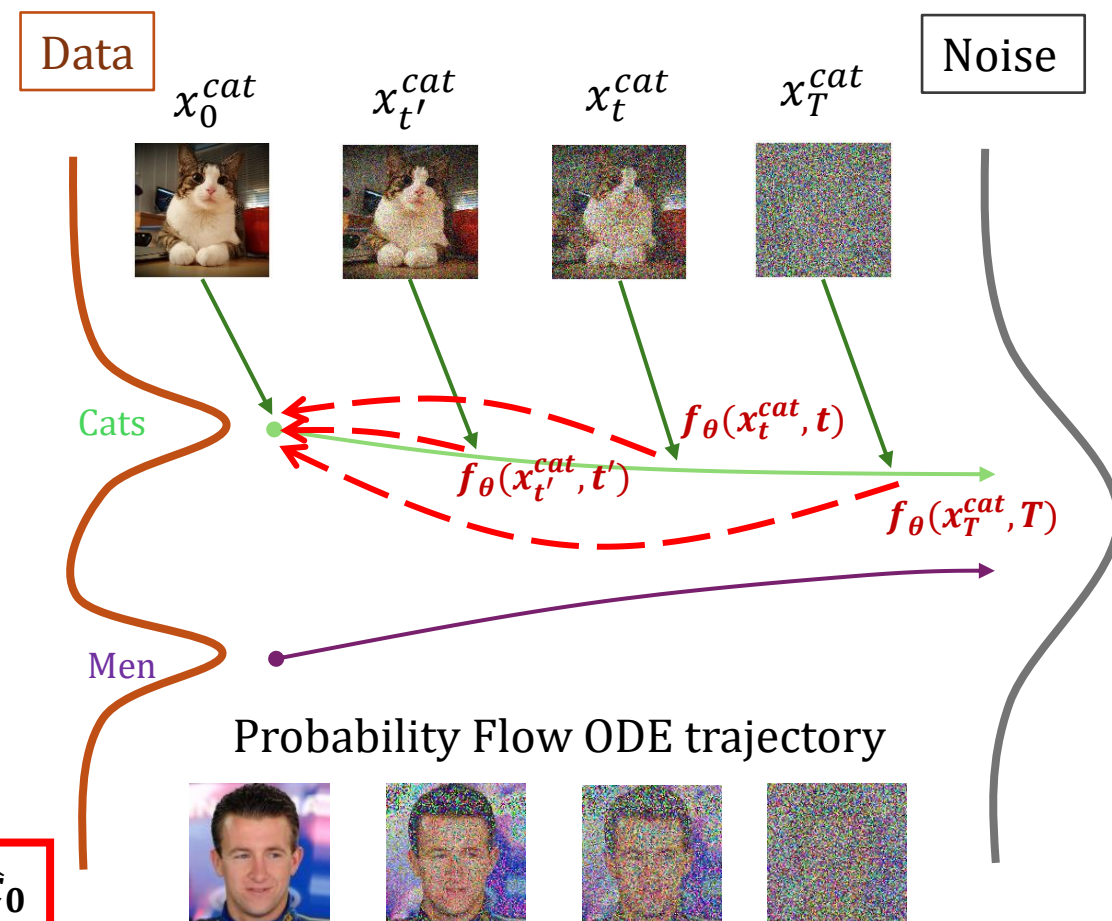 Data
Noise
x_0^{cat}
x_{t'}^{cat}
x_t^{cat}
x_T^{cat}
Cats
f_θ(x_t^{cat}, t)
f_θ(x_{t'}^{cat}, t')
f_θ(x_T^{cat}, T)
Men
Probability Flow ODE trajectory